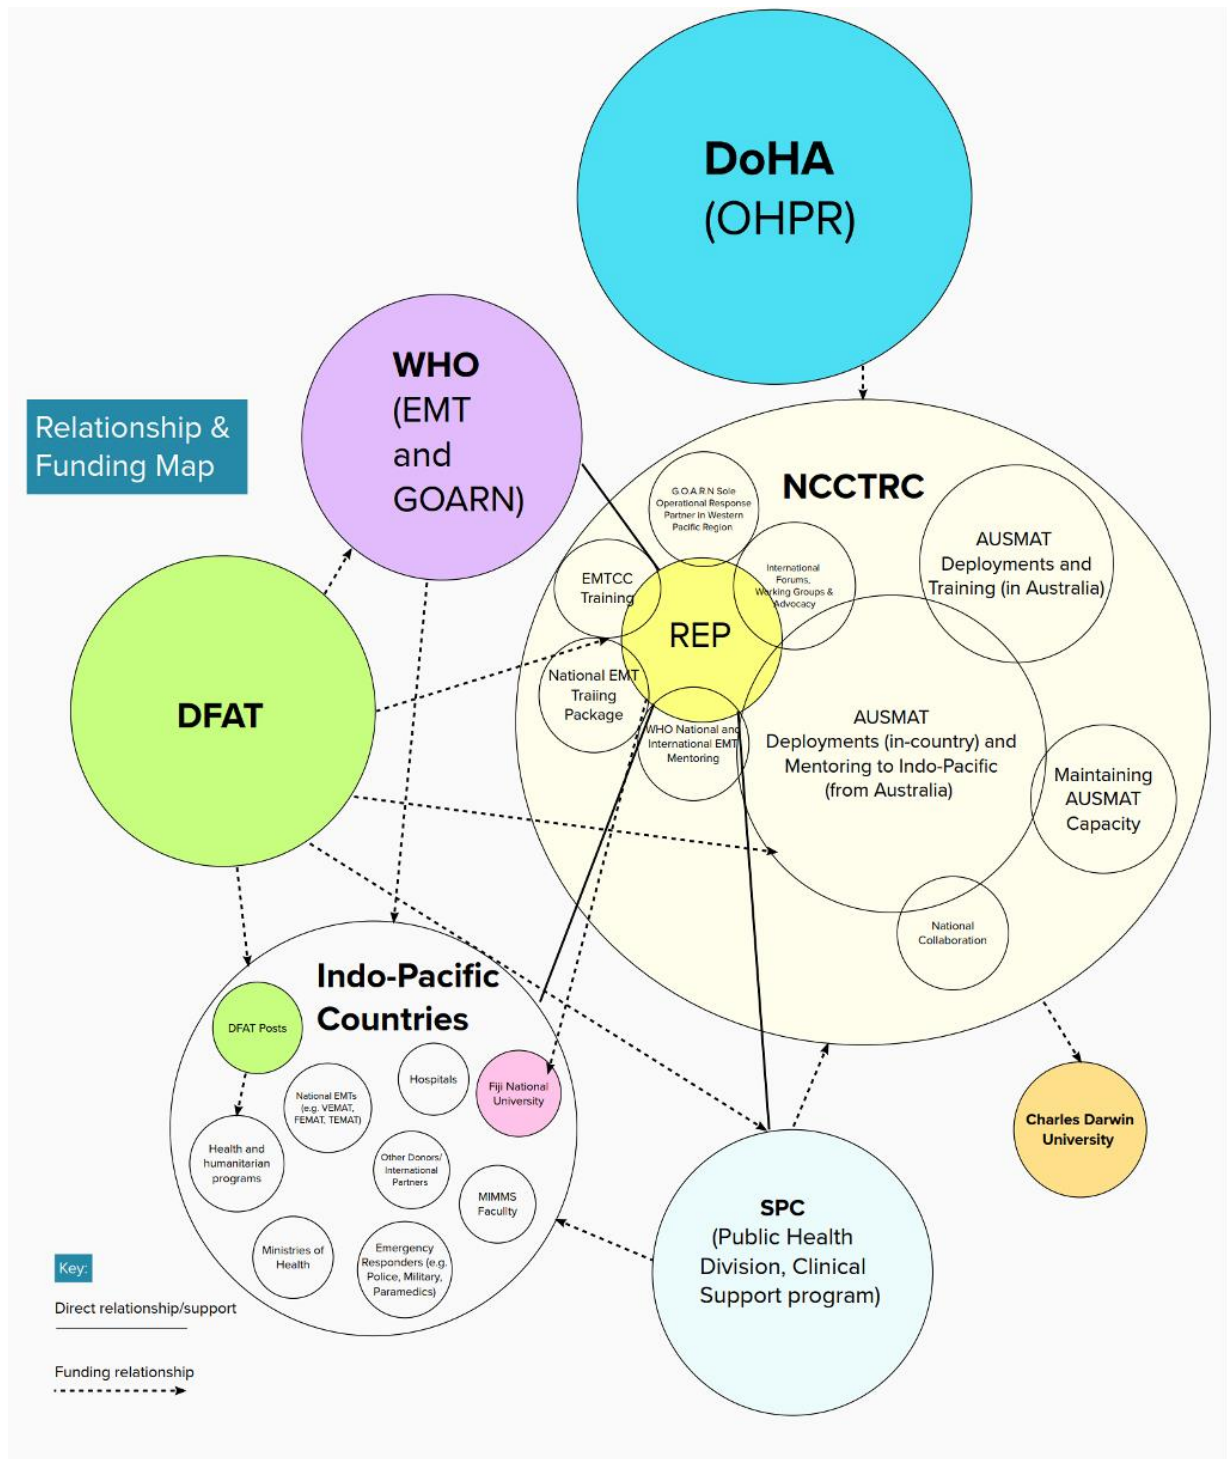 DoHA
(OHPR)
WHO
(EMT
and
GOARN)
Relationship &
Funding Map
NCCTRC
G.O.A.R.N Sole
Operational Response
Partner in Western
Pacific Region
AUSMAT
Deployments and
Training (in Australia)
International
Forums,
Working Groups &
Advocacy
EMTCC
Training
REP
National EMT
Traiing
Package
DFAT
WHO National and
International EMT
Mentoring
AUSMAT
Deployments (in-country) and
Mentoring to Indo-Pacific
(from Australia)
Maintaining
AUSMAT
Capacity
National
Collaboration
Indo-Pacific
Countries
DFAT Posts
Hospitals
Fiji National
University
National EMTs
(e.g. VEMAT,
FEMAT, TEMAT)
Health and
humanitarian
programs
Other Donors/
International
Partners
MIMMS
Faculty
Ministries of
Health
Emergency
Responders (e.g.
Police, Military,
Paramedics)
Charles Darwin
University
SPC
(Public Health
Division, Clinical
Support program)
Key:
Direct relationship/support
Funding relationship